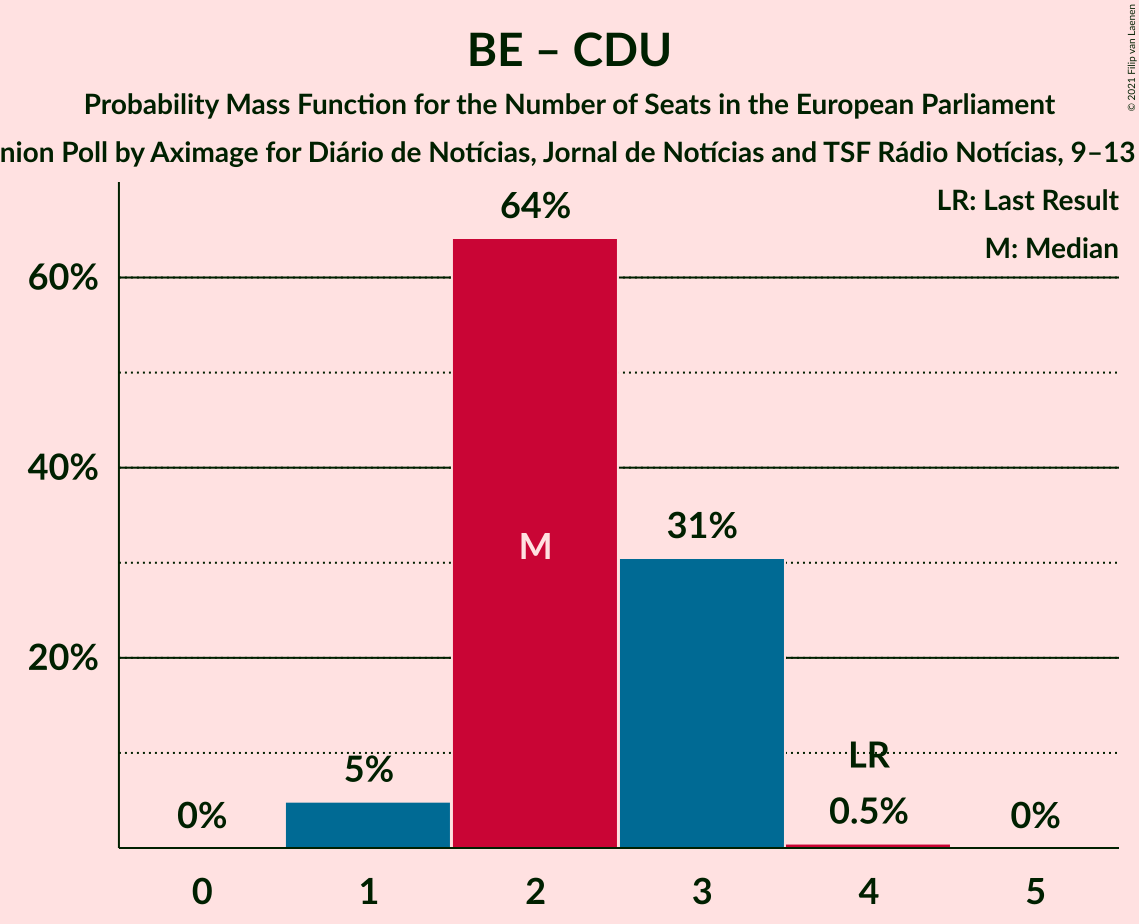 BE – CDU
Probability Mass Function for the Number of Seats in the European Parliament
nion Poll by Aximage for Diário de Notícias, Jornal de Notícias and TSF Rádio Notícias, 9–13
© 2021 Filip van Laenen
LR: Last Result
M: Median
64%
60%
40%
31%
M
20%
LR
5%
0.5%
0%
0%
0 1 2 3 4 5